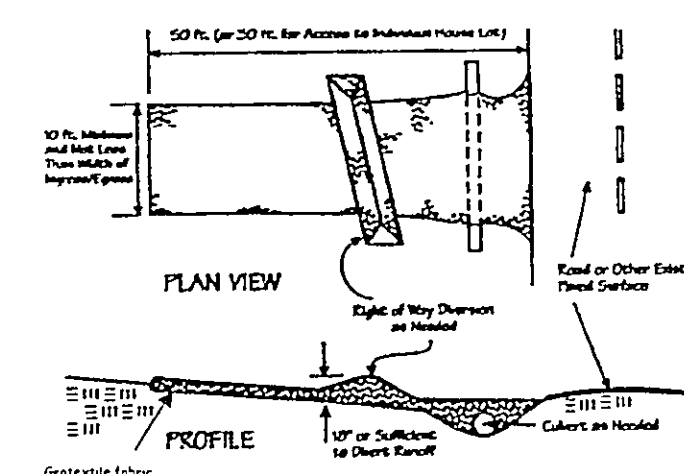 50 ft. (or 30 ft. for Access to Individual House Lot)
10 ft. Minimum
and Not Less
Than Width of
Ingress/Egress
PLAN VIEW
Right of Way Diversion
as Needed
Road or Other Exist
Paved Surface
PROFILE
18" or Sufficient
to Divert Runoff
Culvert as Needed
Geotextile fabric